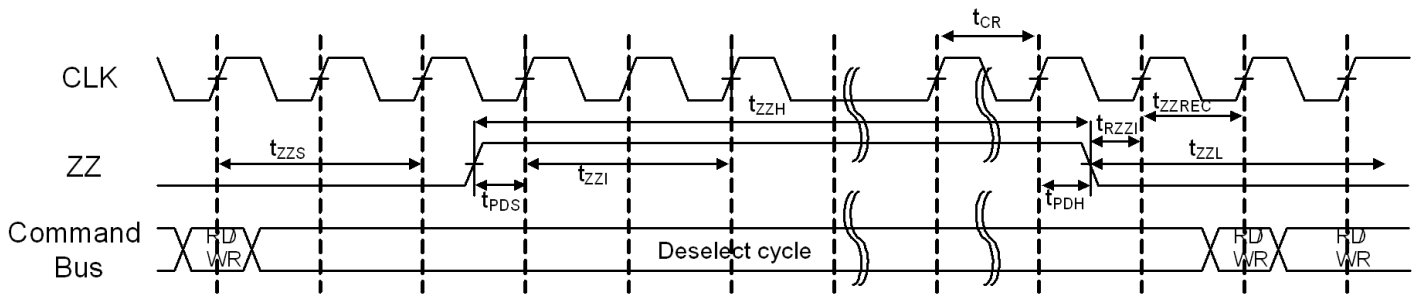 tCR
CLK
tZZH
tZZREC
tRZZI
tZZS
tZZL
ZZ
tZZI
tPDS
tPDH
Command
Bus
RD/
WR
Deselect cycle
RD/
WR
RD/
WR